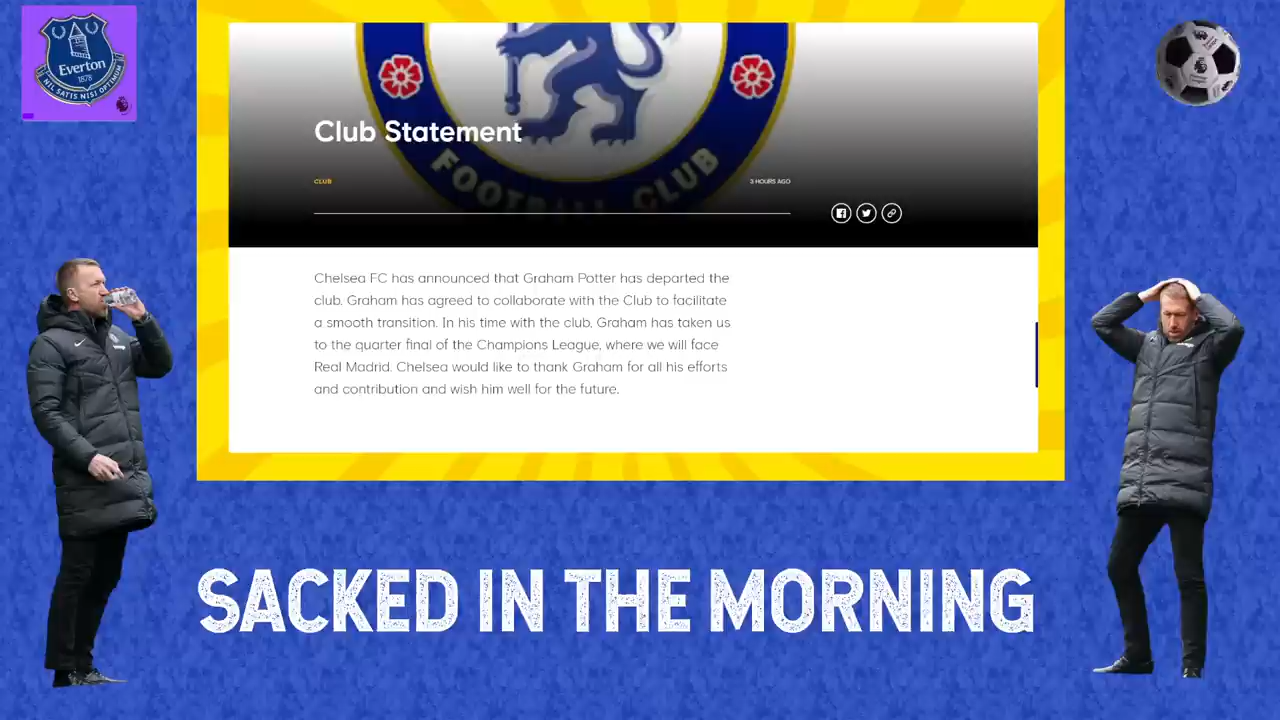 Everton
1878
NIL SATIS NISI OPTIMUM
Club Statement
FOOTBALL CLUB
CLUB
3 HOURS AGO
Chelsea FC has announced that Graham Potter has departed the
club. Graham has agreed to collaborate with the Club to facilitate
a smooth transition. In his time with the club, Graham has taken us
to the quarter final of the Champions League, where we will face
Real Madrid. Chelsea would like to thank Graham for all his efforts
and contribution and wish him well for the future.
SACKED IN THE MORNING